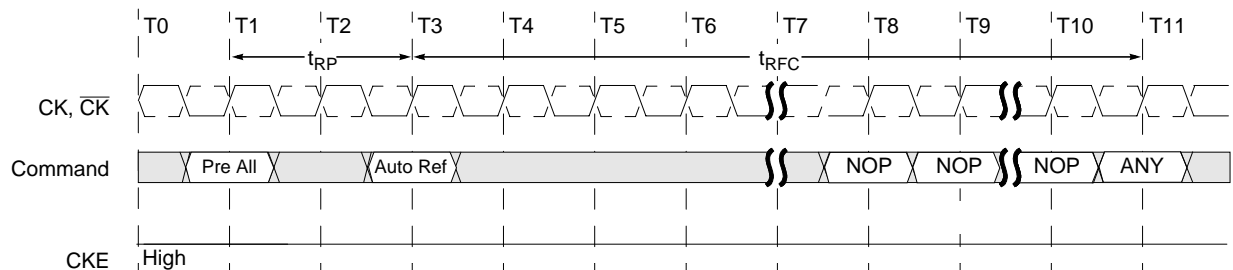 T0 T1 T2 T3 T4 T5 T6 T7 T8 T9 T10 T11
tRP tRFC
CK, C̅K̅
Command Pre All Auto Ref NOP NOP NOP ANY
CKE High